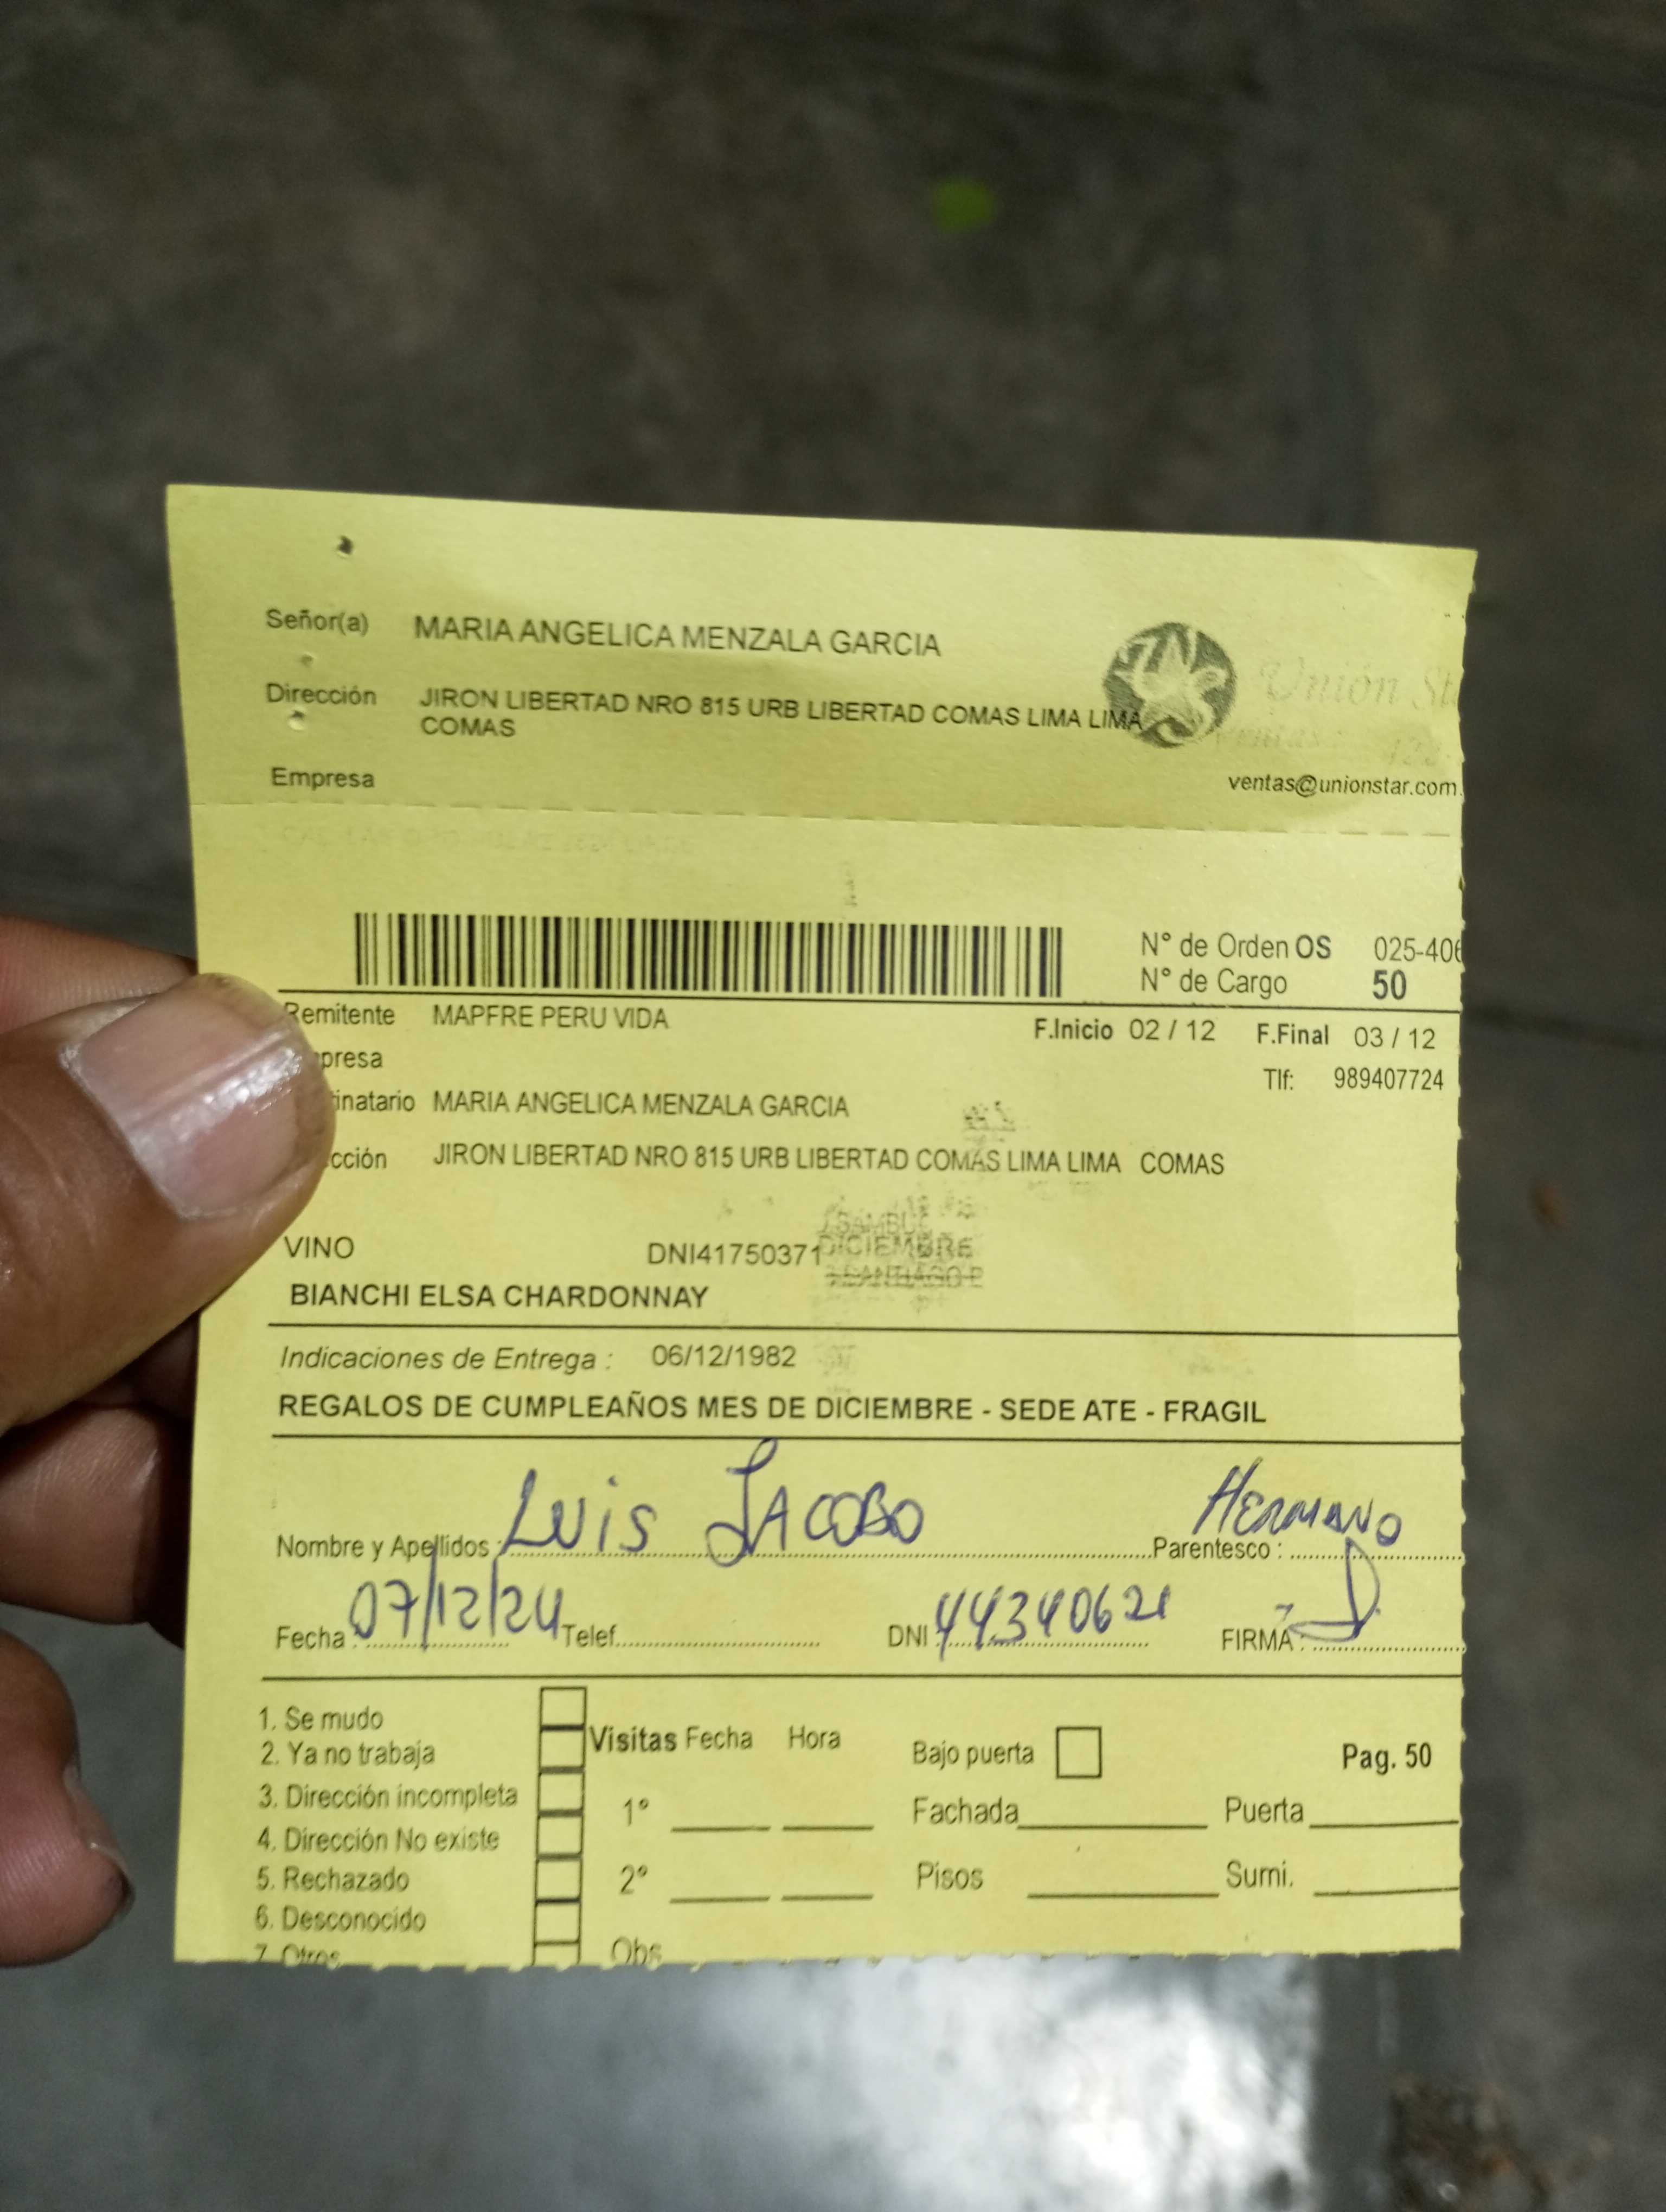 Señor(a) MARIA ANGELICA MENZALA GARCIA
Unión
Dirección JIRON LIBERTAD NRO 815 URB LIBERTAD COMAS LIMA LIMA
COMAS
Empresa
ventas@unionstar.com.
N° de Orden OS 025-406
N° de Cargo 50
Remitente MAPFRE PERU VIDA
F.Inicio 02 / 12 F.Final 03 / 12
presa
Tlf: 989407724
inatario MARIA ANGELICA MENZALA GARCIA
cción JIRON LIBERTAD NRO 815 URB LIBERTAD COMAS LIMA LIMA COMAS
VINO DNI41750371 DICIEMBRE
BIANCHI ELSA CHARDONNAY
Indicaciones de Entrega : 06/12/1982
REGALOS DE CUMPLEAÑOS MES DE DICIEMBRE - SEDE ATE - FRAGIL
Nombre y Apellidos : LUIS JACOBO Parentesco : HERMANO
Fecha : 07/12/24 Telef. DNI : 44340621 FIRMA :
1. Se mudo
2. Ya no trabaja
3. Dirección incompleta
4. Dirección No existe
5. Rechazado
6. Desconocido
7. Otros
Visitas Fecha Hora
1°
2°
Obs
Bajo puerta
Pag. 50
Fachada Puerta
Pisos Sumi.